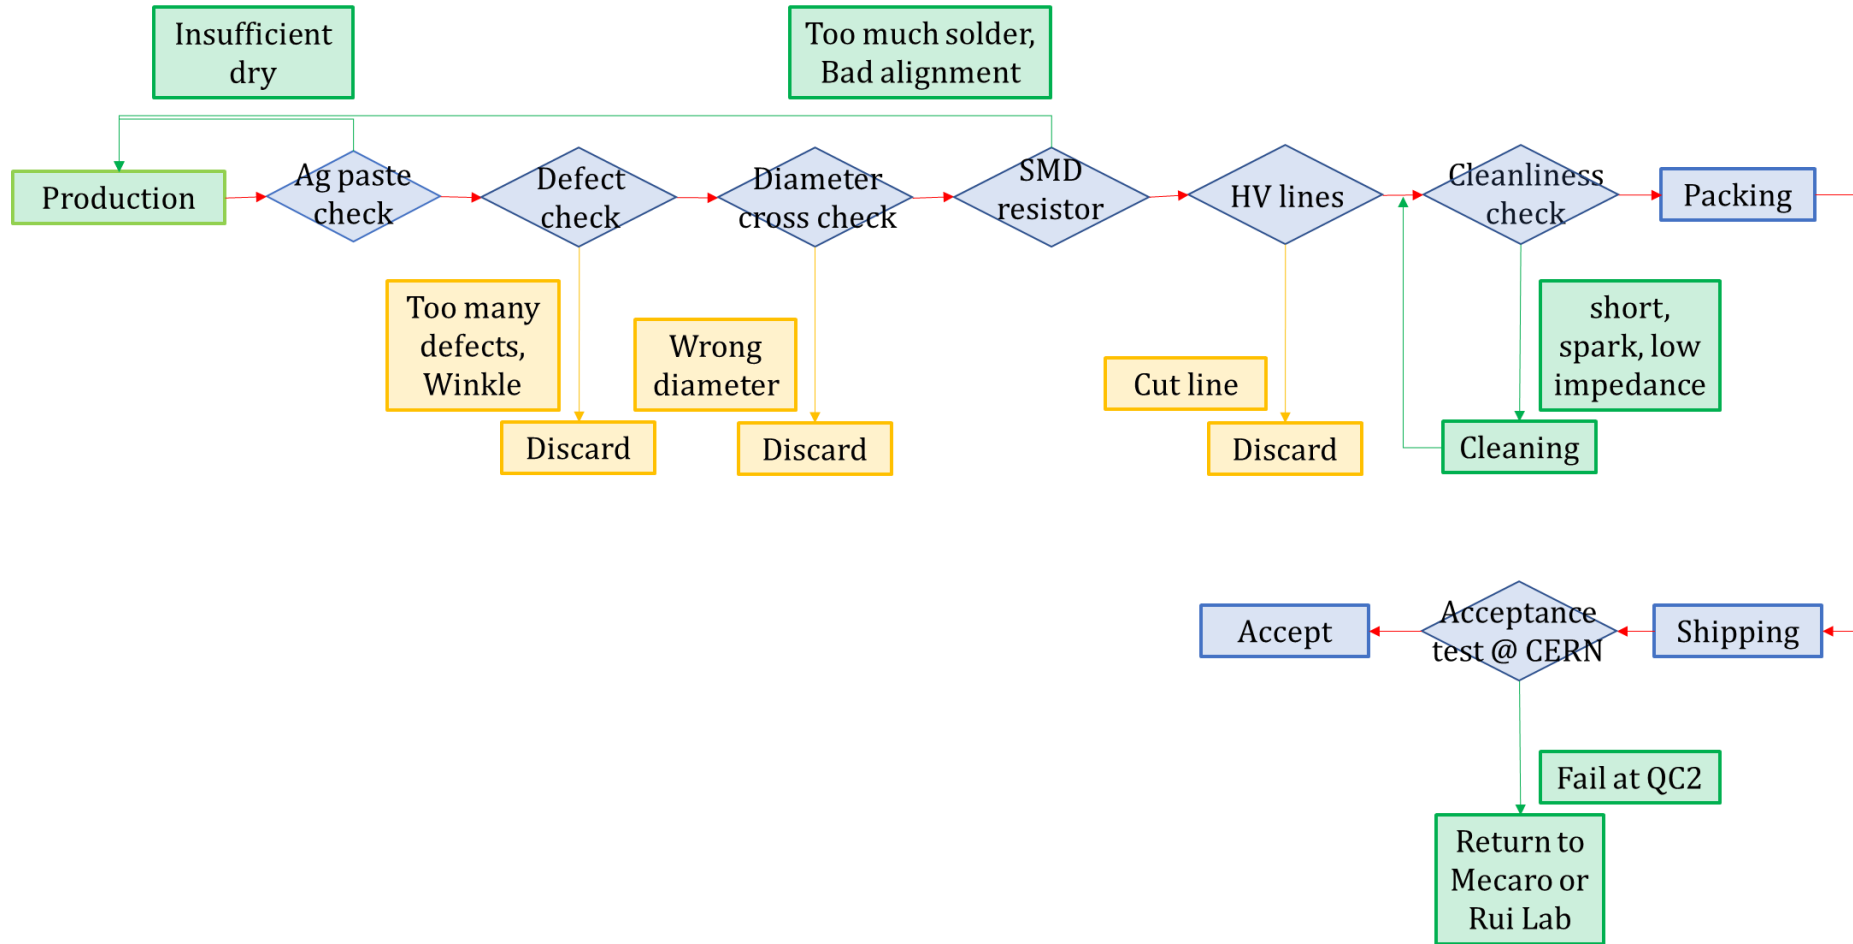 Insufficient
dry
Too much solder,
Bad alignment
Production
Ag paste
check
Defect
check
Diameter
cross check
SMD
resistor
HV lines
Cleanliness
check
Packing
Too many
defects,
Winkle
Wrong
diameter
Cut line
short,
spark, low
impedance
Discard
Discard
Discard
Cleaning
Accept
Acceptance
test @ CERN
Shipping
Fail at QC2
Return to
Mecaro or
Rui Lab